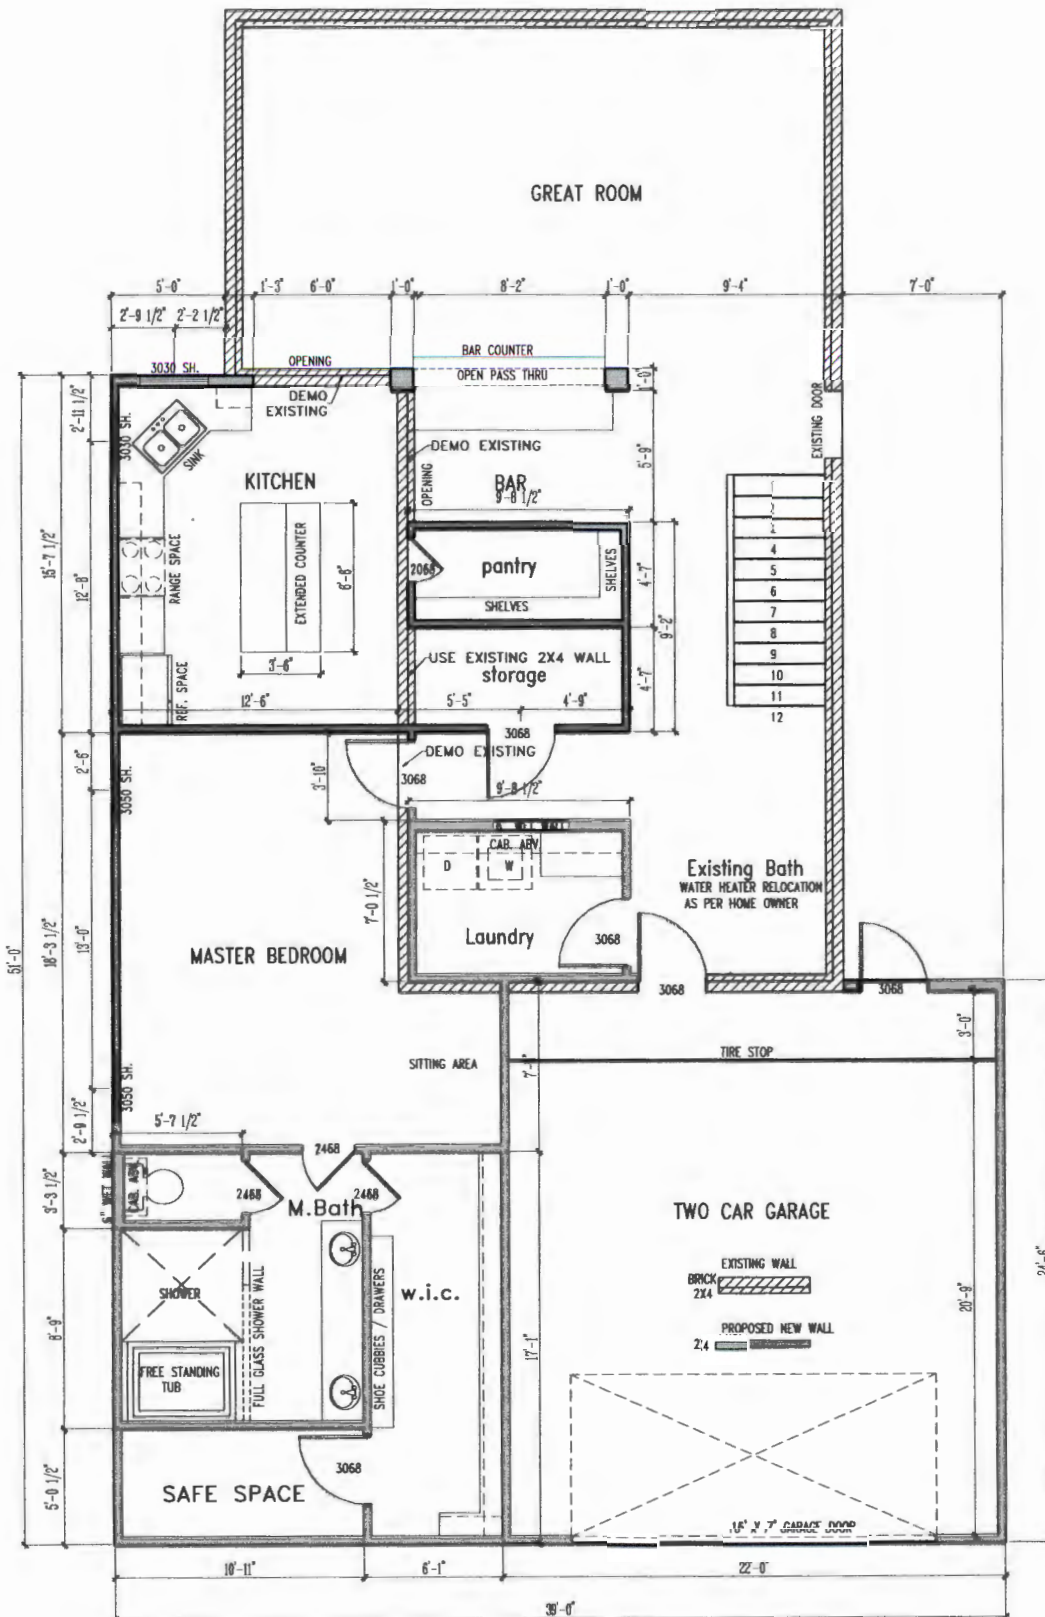 GREAT ROOM
5'-0"
1'-3"
6'-0"
1'-0"
8'-2"
1'-0"
9'-4"
7'-0"
2'-9 1/2"
2'-2 1/2"
3030 SH.
OPENING
BAR COUNTER
OPEN PASS THRU
1'-0"
DEMO
EXISTING
2'-11 1/2"
3030 SH.
SINK
KITCHEN
OPENING
DEMO EXISTING
BAR
9'-8 1/2"
5'-9"
EXISTING DOOR
15'-7 1/2"
12'-8"
RANGE SPACE
EXTENDED COUNTER
6'-6"
2068
pantry
SHELVES
SHELVES
4'-7"
9'-2"
4
5
6
7
8
9
10
11
12
3'-6"
REF. SPACE
12'-6"
USE EXISTING 2X4 WALL
storage
5'-5"
4'-9"
4'-7"
3068
2'-6"
3050 SH.
3'-10"
DEMO EXISTING
3068
9'-8 1/2"
CAB. ABV.
D
W
7'-0 1/2"
Laundry
3068
Existing Bath
WATER HEATER RELOCATION
AS PER HOME OWNER
51'-0"
18'-3 1/2"
13'-0"
MASTER BEDROOM
3068
3068
3'-0"
TIRE STOP
SITTING AREA
3050 SH.
2'-9 1/2"
5'-7 1/2"
2468
6" WET WALL
CAB. ABV.
3'-3 1/2"
2468
2468
M.Bath
TWO CAR GARAGE
24'-6"
SHOWER
FULL GLASS SHOWER WALL
SHOE CUBBIES / DRAWERS
w.i.c.
EXISTING WALL
BRICK
2X4
PROPOSED NEW WALL
20'-9"
8'-9"
17'-1"
FREE STANDING
TUB
5'-0 1/2"
SAFE SPACE
3068
16' X 7' GARAGE DOOR
10'-11"
6'-1"
22'-0"
39'-0"